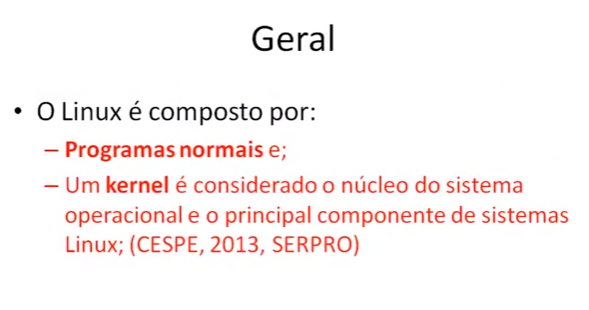 Geral
• O Linux é composto por:
– Programas normais e;
– Um kernel é considerado o núcleo do sistema
operacional e o principal componente de sistemas
Linux; (CESPE, 2013, SERPRO)